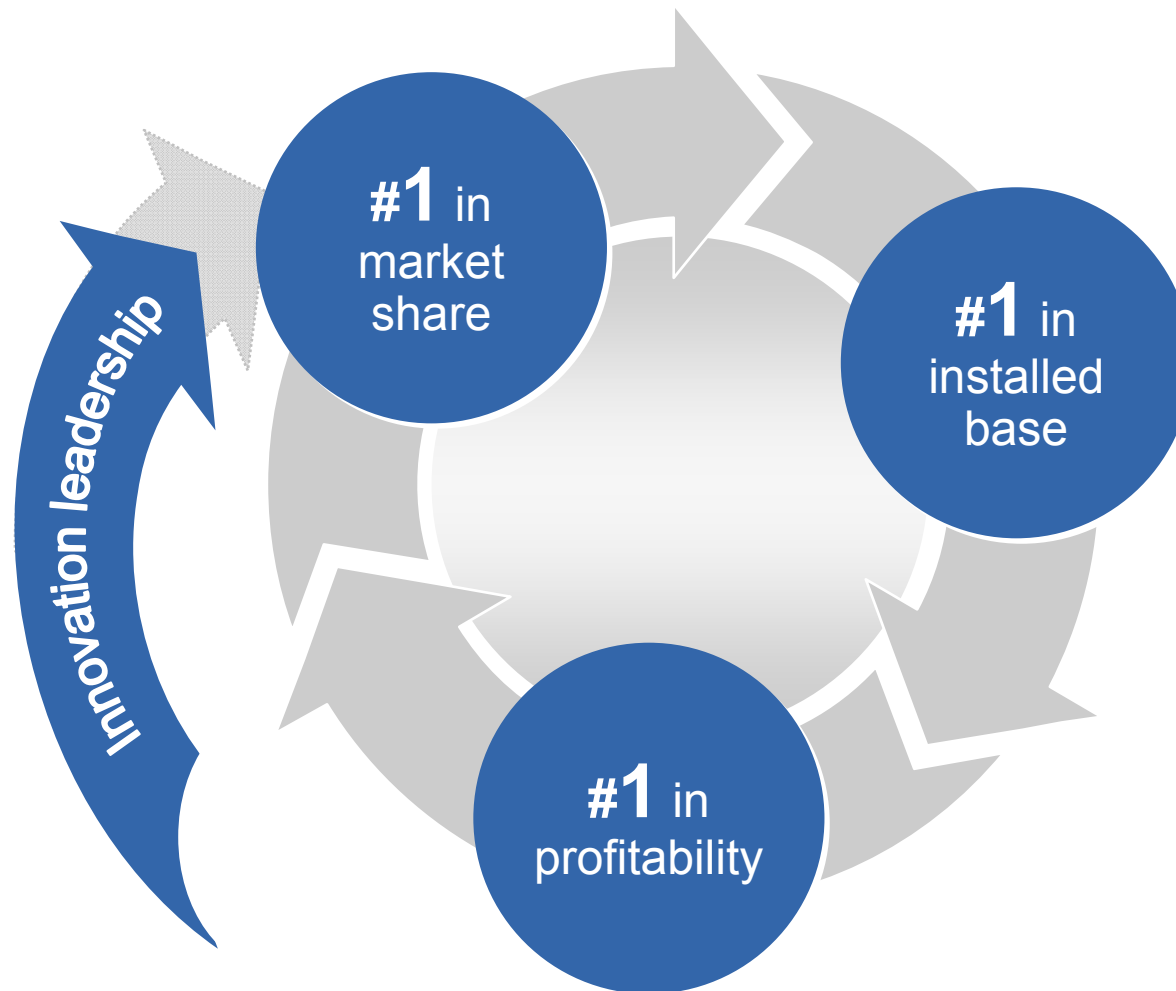 #1 in
market
share
#1 in
installed
base
#1 in
profitability
Innovation leadership